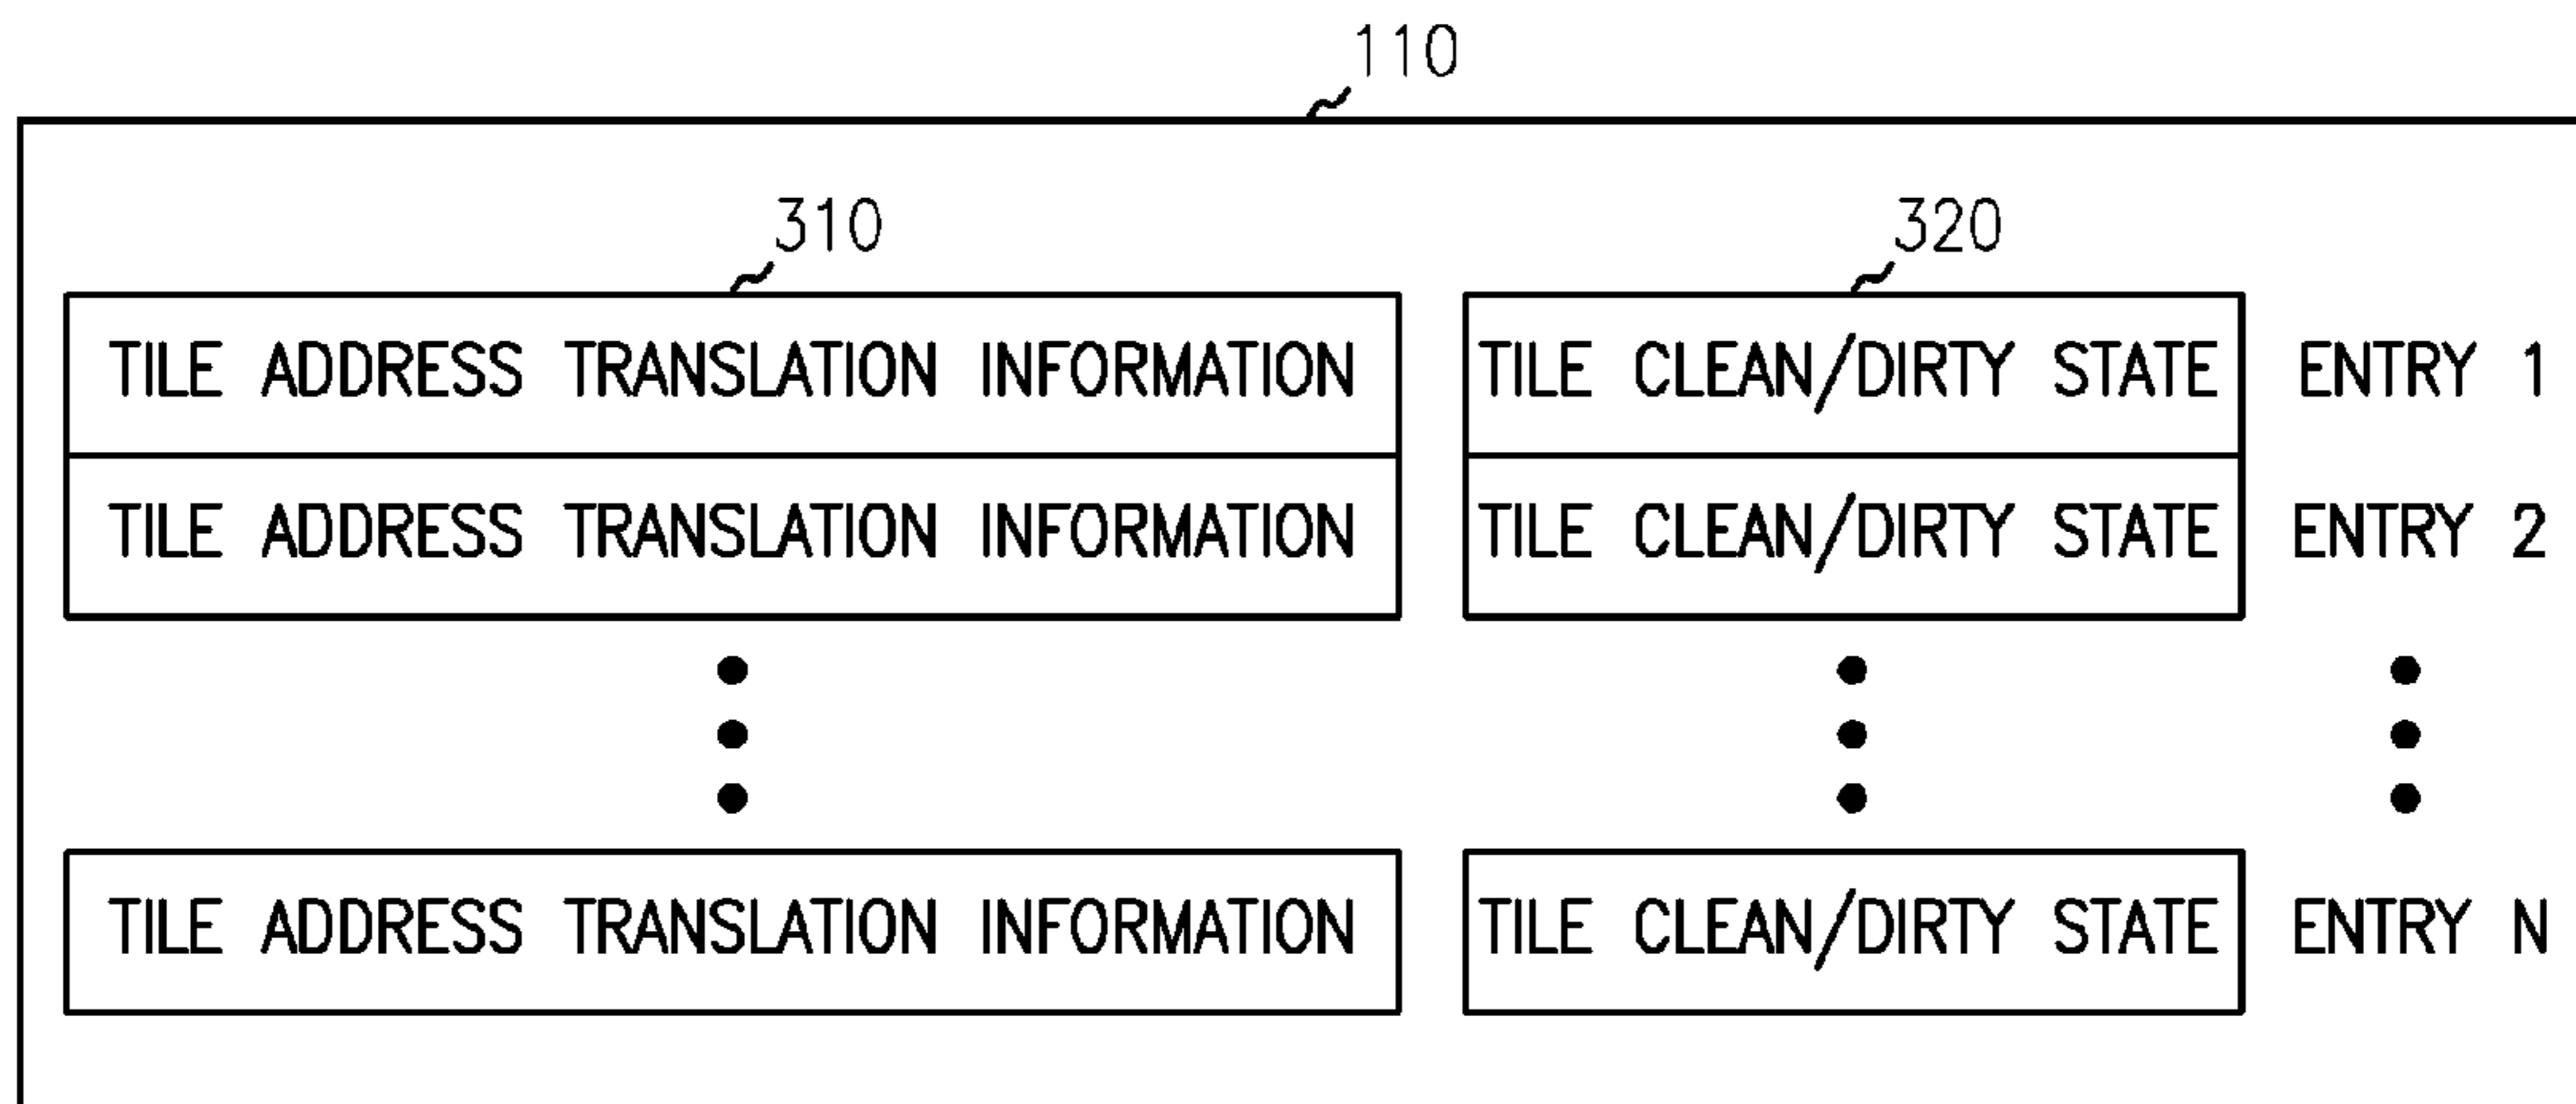 110
310 320
TILE ADDRESS TRANSLATION INFORMATION TILE CLEAN/DIRTY STATE ENTRY 1
TILE ADDRESS TRANSLATION INFORMATION TILE CLEAN/DIRTY STATE ENTRY 2
TILE ADDRESS TRANSLATION INFORMATION TILE CLEAN/DIRTY STATE ENTRY N